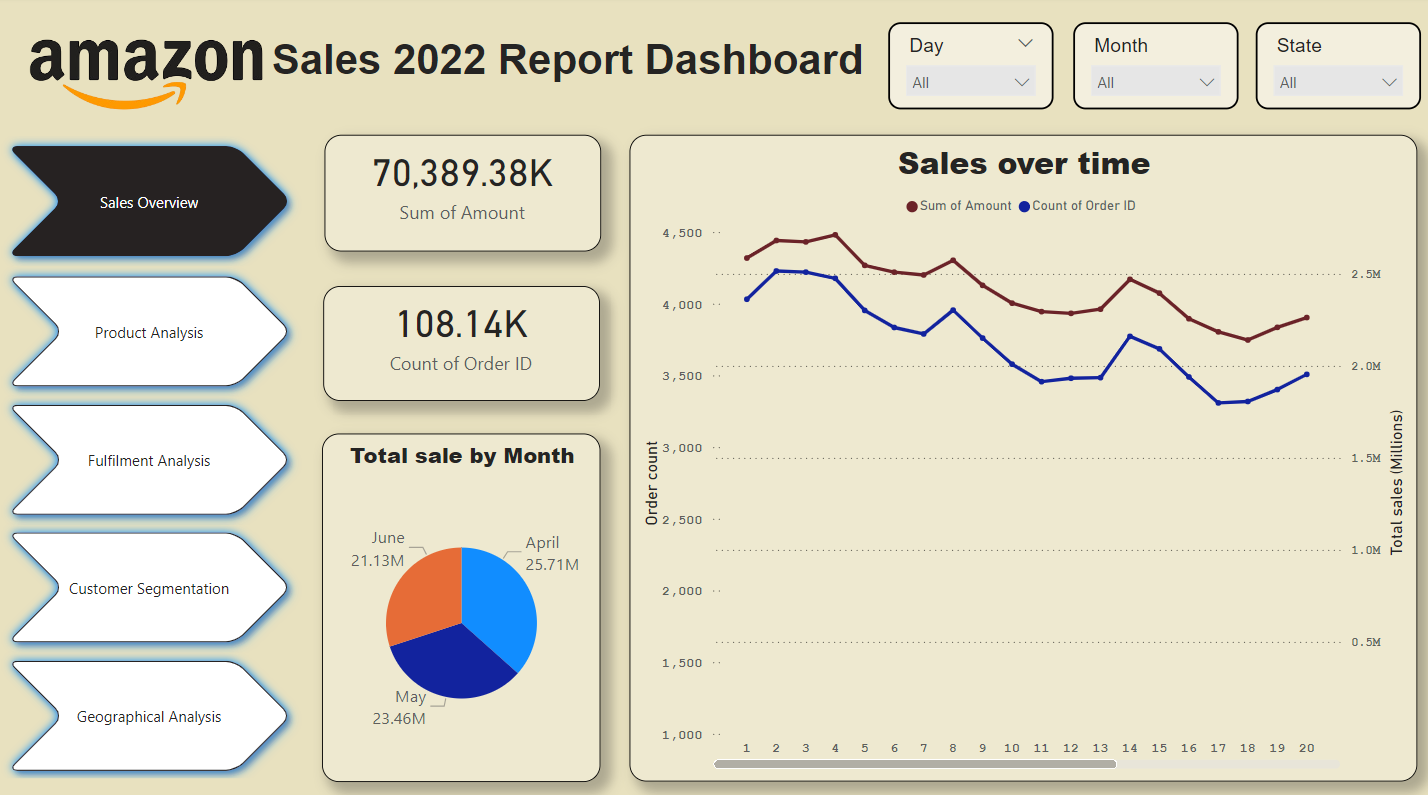 amazon Sales 2022 Report Dashboard
Day
All
Month
All
State
All
Sales Overview
Product Analysis
Fulfilment Analysis
Customer Segmentation
Geographical Analysis
70,389.38K
Sum of Amount
108.14K
Count of Order ID
Total sale by Month
June
21.13M
April
25.71M
May
23.46M
Sales over time
Sum of Amount Count of Order ID
4,500
4,000
3,500
3,000
2,500
2,000
1,500
1,000
Order count
2.5M
2.0M
1.5M
1.0M
0.5M
Total sales (Millions)
1 2 3 4 5 6 7 8 9 10 11 12 13 14 15 16 17 18 19 20